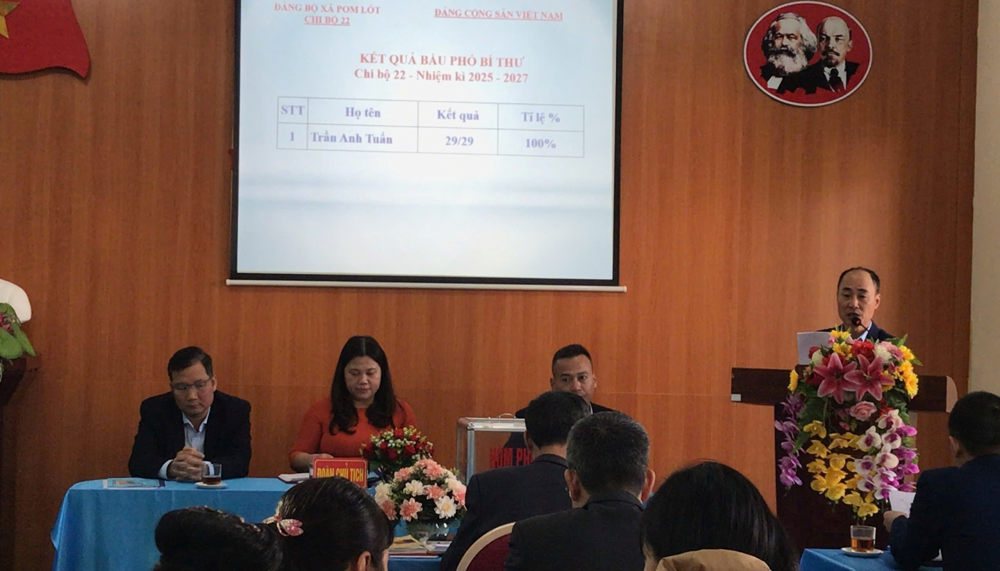 ĐẢNG BỘ XÃ POM LÓT
CHI BỘ 22
ĐẢNG CỘNG SẢN VIỆT NAM
KẾT QUẢ BẦU PHÓ BÍ THƯ
Chi bộ 22 - Nhiệm kì 2025 - 2027
STT Họ tên Kết quả Tỉ lệ %
1 Trần Anh Tuấn 29/29 100%
HÒM PH
ĐOÀN CHỦ TỊCH